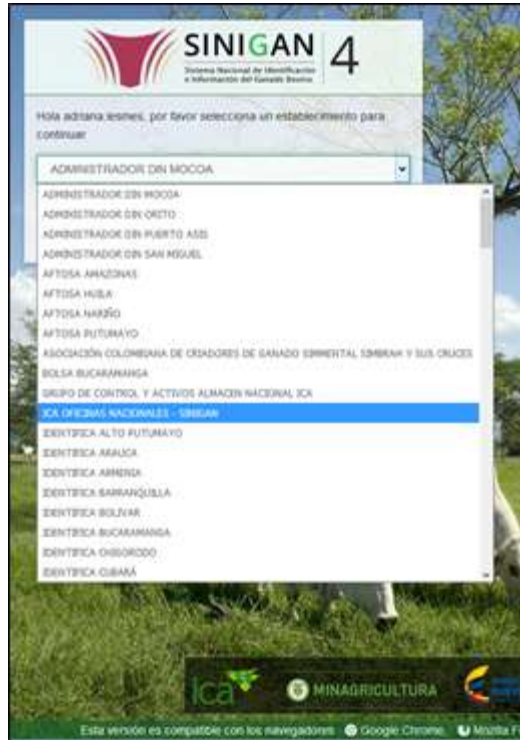 SINIGAN 4
Sistema Nacional de Identificación
e Información del Ganado Bovino
Hola adriana lesmes, por favor selecciona un establecimiento para
continuar
ADMINISTRADOR DIN MOCOA
ADMINISTRADOR DIN MOCOA
ADMINISTRADOR DIN ORITO
ADMINISTRADOR DIN PUERTO ASIS
ADMINISTRADOR DIN SAN MIGUEL
AFTOSA AMAZONAS
AFTOSA HUILA
AFTOSA NARIÑO
AFTOSA PUTUMAYO
ASOCIACIÓN COLOMBIANA DE CRIADORES DE GANADO SIMMENTAL SIMBRAH Y SUS CRUCES
BOLSA BUCARAMANGA
GRUPO DE CONTROL Y ACTIVOS ALMACEN NACIONAL ICA
ICA OFICINAS NACIONALES - SINIGAN
IDENTIFICA ALTO PUTUMAYO
IDENTIFICA ARAUCA
IDENTIFICA ARMENIA
IDENTIFICA BARRANQUILLA
IDENTIFICA BOLIVAR
IDENTIFICA BUCARAMANGA
IDENTIFICA CHIGORODO
IDENTIFICA CUBARÁ
ica MINAGRICULTURA
Esta versión es compatible con los navegadores Google Chrome Mozilla F